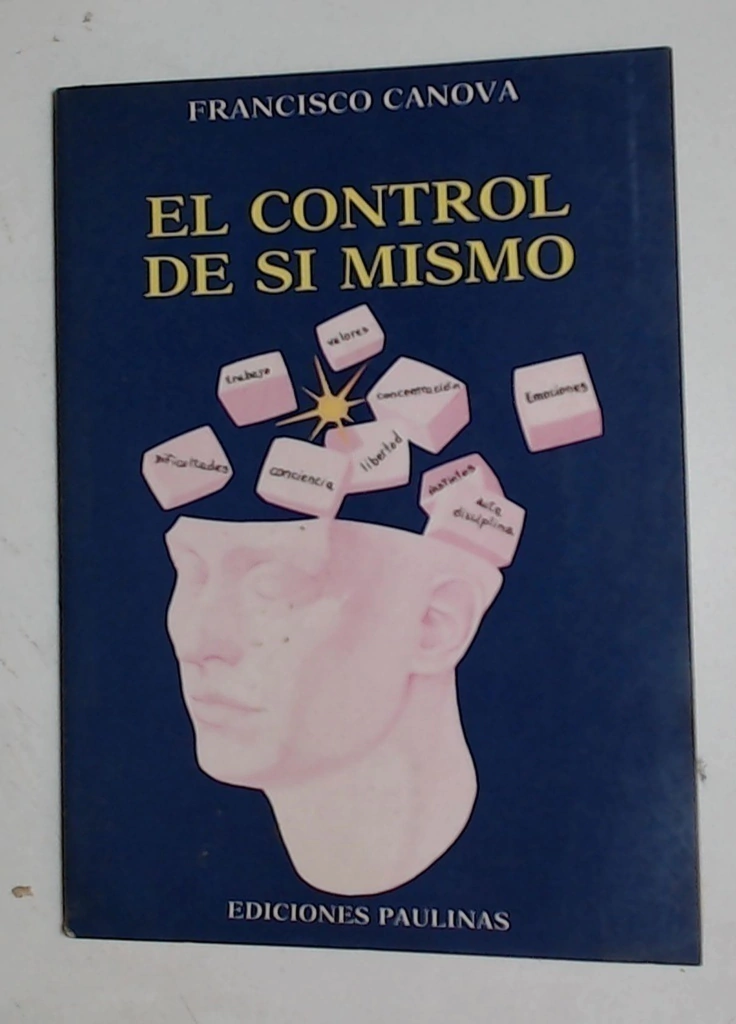 FRANCISCO CANOVA
EL CONTROL
DE SI MISMO
valores
trabajo
concentración
Emociones
Dificultades
conciencia
libertad
instintos
auto
disciplina
EDICIONES PAULINAS